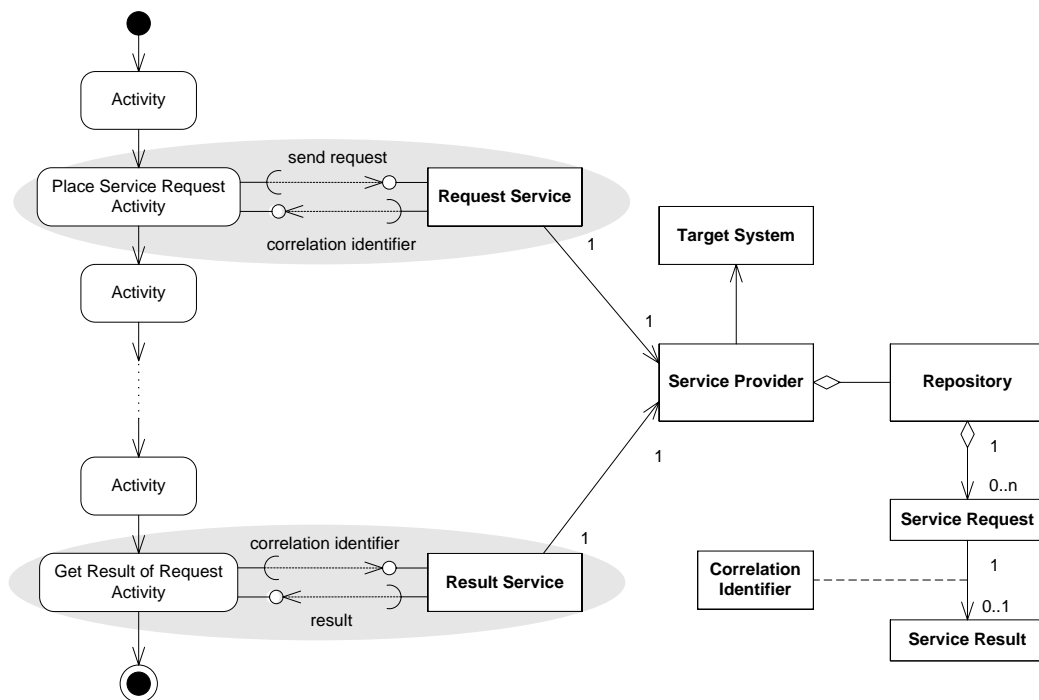 Activity
send request
Place Service Request
Activity
Request Service
correlation identifier
1
Target System
Activity
1
Service Provider
Repository
1
1
Activity
0..n
Service Request
1
correlation identifier
Get Result of Request
Activity
Result Service
result
Correlation
Identifier
1
0..1
Service Result